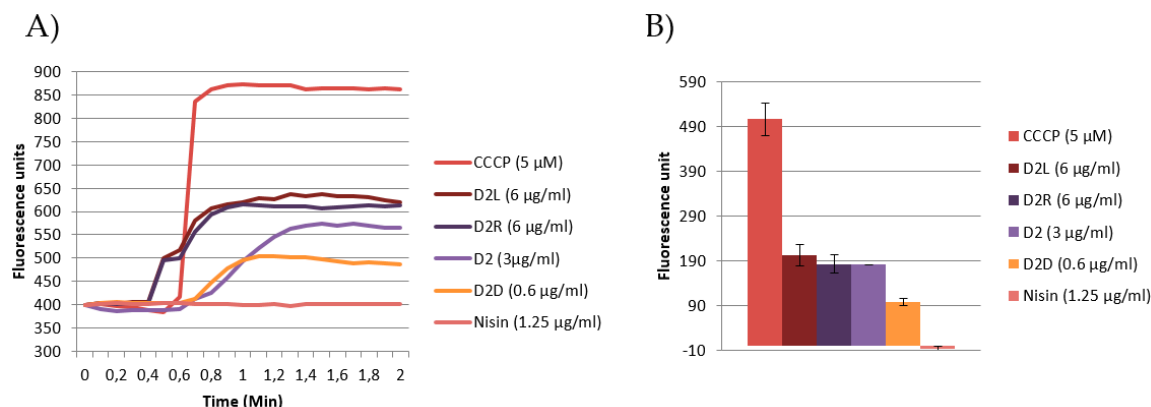 A)
900
850
800
750
700
650
600
550
500
450
400
350
300
Fluorescence units
0 0,2 0,4 0,6 0,8 1 1,2 1,4 1,6 1,8 2
Time (Min)
CCCP (5 µM)
D2L (6 µg/ml)
D2R (6 µg/ml)
D2 (3µg/ml)
D2D (0.6 µg/ml)
Nisin (1.25 µg/ml)
B)
590
490
390
290
190
90
-10
Fluorescence unit
CCCP (5 µM)
D2L (6 µg/ml)
D2R (6 µg/ml)
D2 (3 µg/ml)
D2D (0.6 µg/ml)
Nisin (1.25 µg/ml)